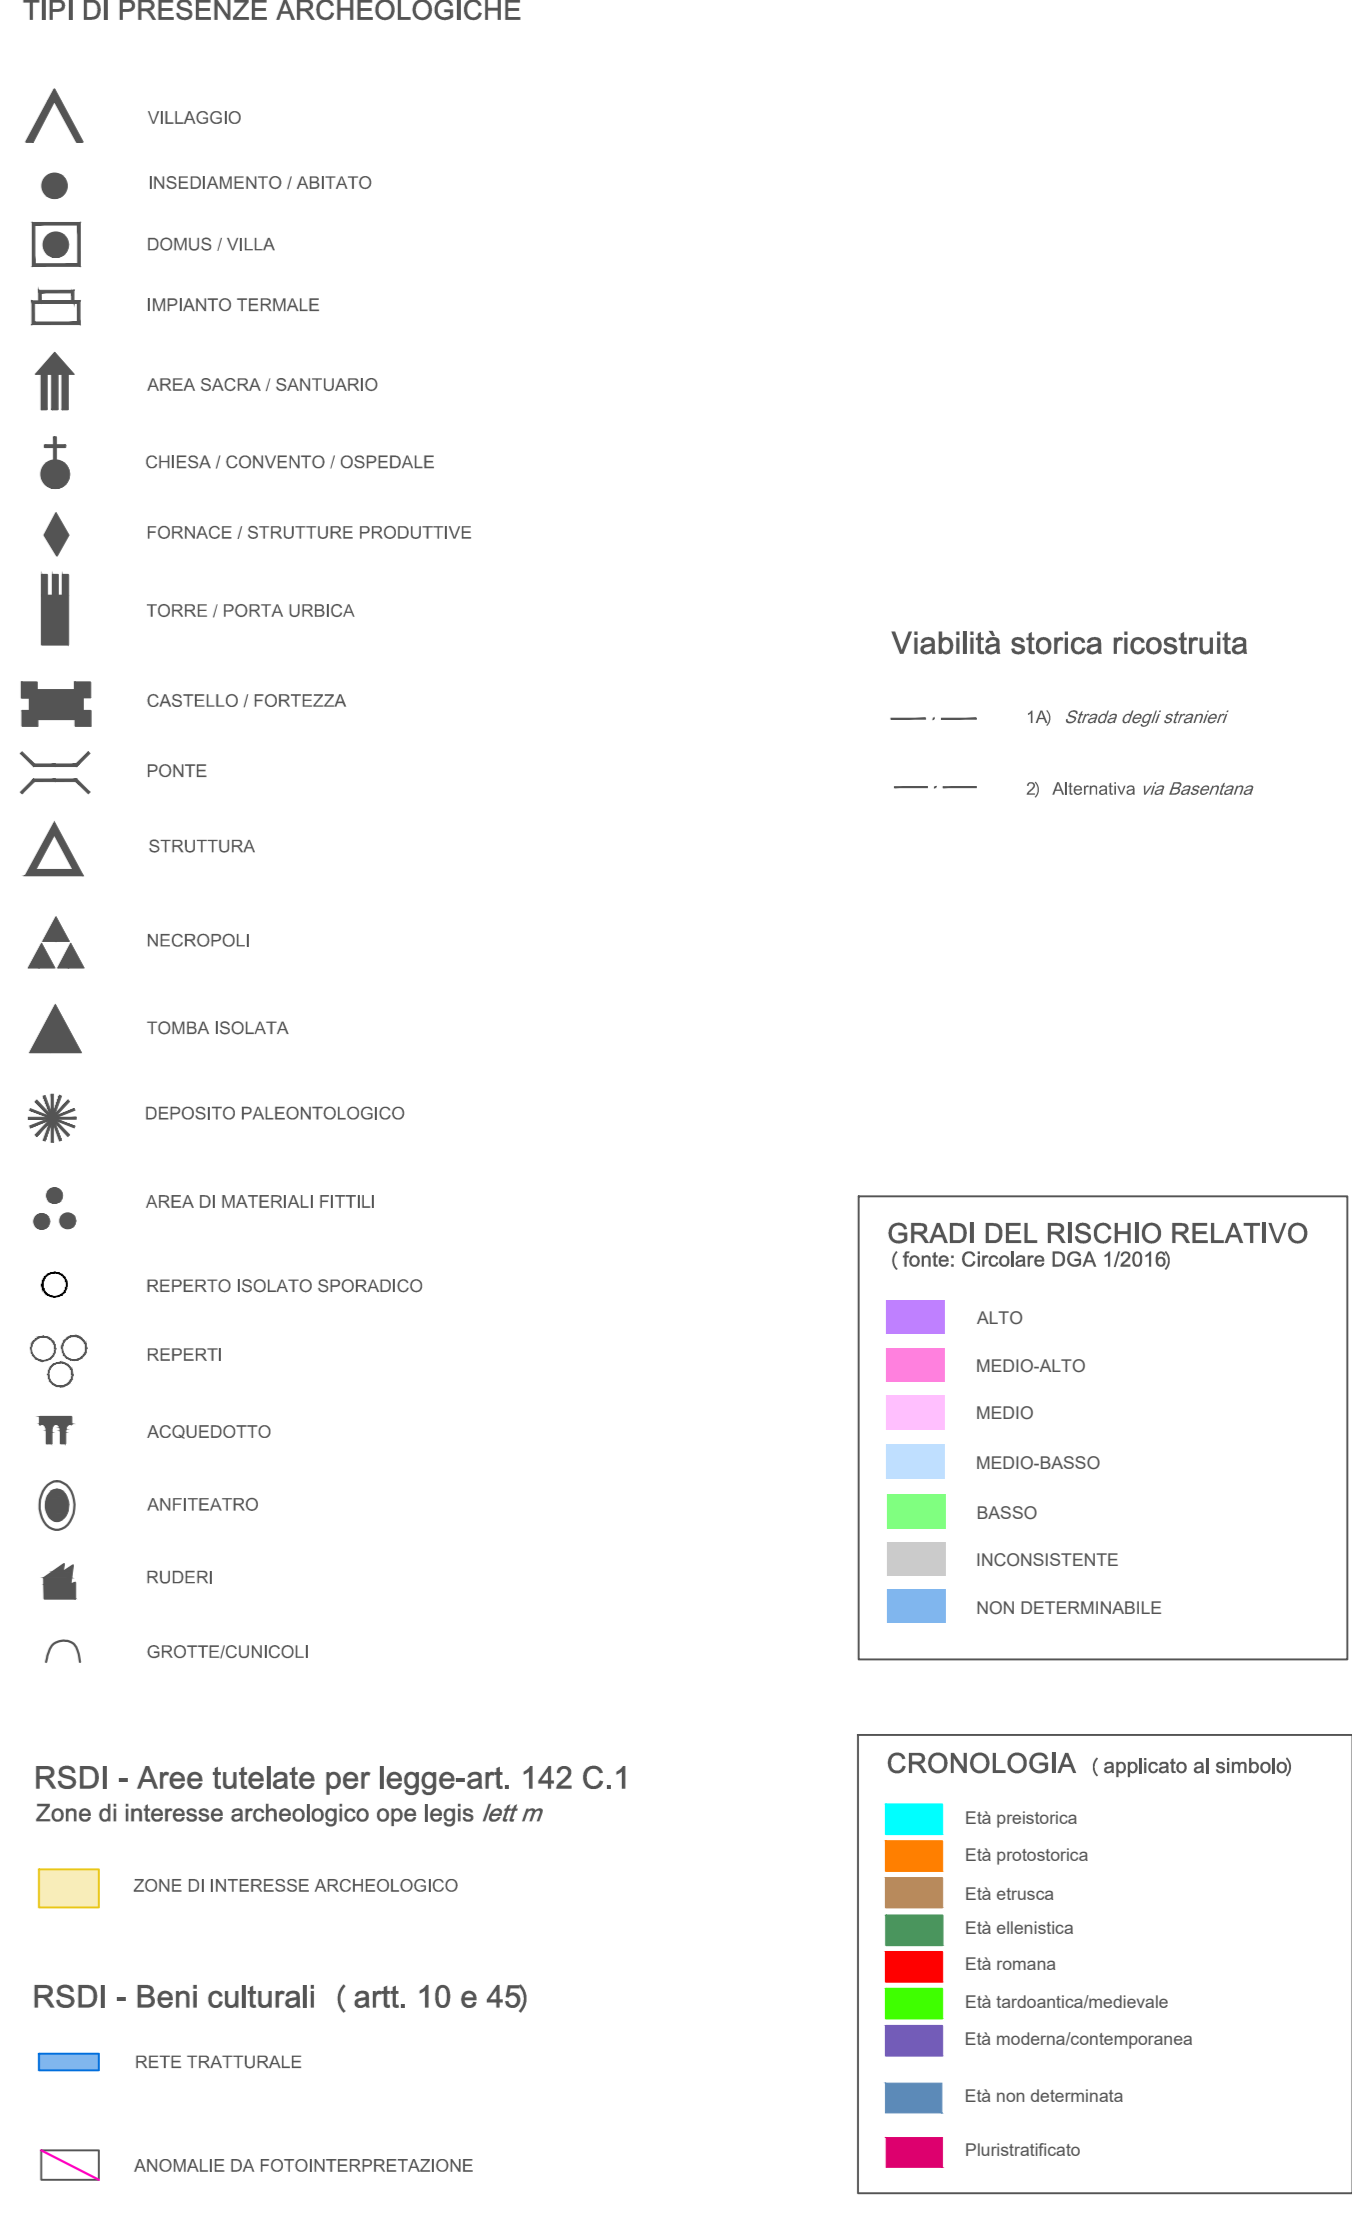 TIPI DI PRESENZE ARCHEOLOGICHE
VILLAGGIO
INSEDIAMENTO / ABITATO
DOMUS / VILLA
IMPIANTO TERMALE
AREA SACRA / SANTUARIO
CHIESA / CONVENTO / OSPEDALE
FORNACE / STRUTTURE PRODUTTIVE
TORRE / PORTA URBICA
CASTELLO / FORTEZZA
PONTE
STRUTTURA
NECROPOLI
TOMBA ISOLATA
DEPOSITO PALEONTOLOGICO
AREA DI MATERIALI FITTILI
REPERTO ISOLATO SPORADICO
REPERTI
ACQUEDOTTO
ANFITEATRO
RUDERI
GROTTE/CUNICOLI
RSDI - Aree tutelate per legge-art. 142 C.1
Zone di interesse archeologico ope legis lett m
ZONE DI INTERESSE ARCHEOLOGICO
RSDI - Beni culturali ( artt. 10 e 45)
RETE TRATTURALE
ANOMALIE DA FOTOINTERPRETAZIONE
Viabilità storica ricostruita
1A) Strada degli stranieri
2) Alternativa via Basentana
GRADI DEL RISCHIO RELATIVO
( fonte: Circolare DGA 1/2016)
ALTO
MEDIO-ALTO
MEDIO
MEDIO-BASSO
BASSO
INCONSISTENTE
NON DETERMINABILE
CRONOLOGIA ( applicato al simbolo)
Età preistorica
Età protostorica
Età etrusca
Età ellenistica
Età romana
Età tardoantica/medievale
Età moderna/contemporanea
Età non determinata
Pluristratificato